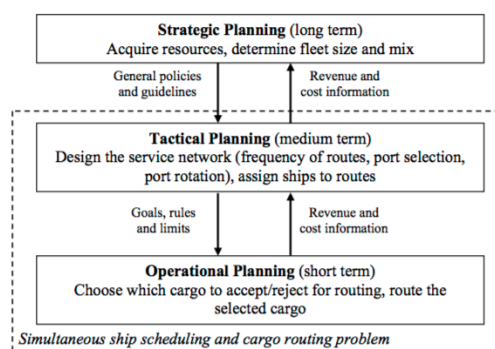 Strategic Planning (long term)
Acquire resources, determine fleet size and mix
General policies
and guidelines
Revenue and
cost information
Tactical Planning (medium term)
Design the service network (frequency of routes, port selection,
port rotation), assign ships to routes
Goals, rules
and limits
Revenue and
cost information
Operational Planning (short term)
Choose which cargo to accept/reject for routing, route the
selected cargo
Simultaneous ship scheduling and cargo routing problem